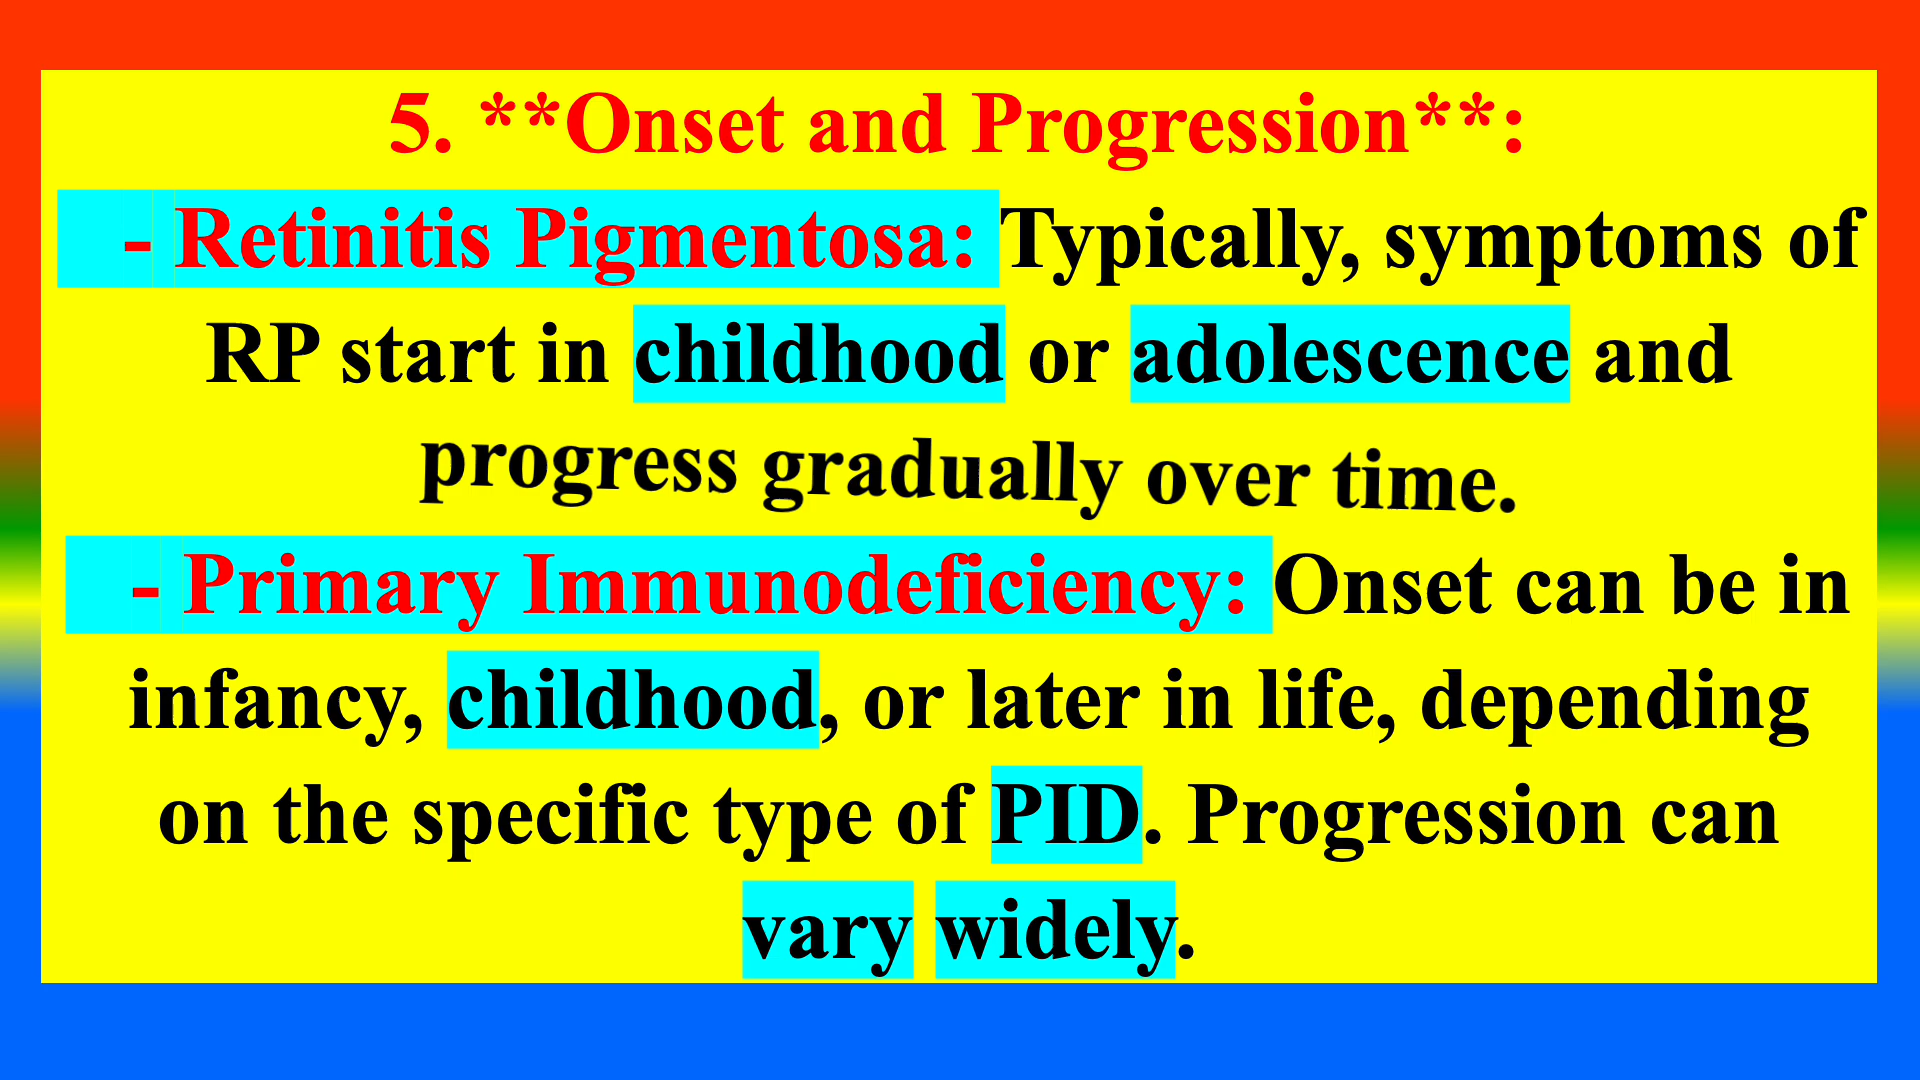 5. **Onset and Progression**:
- Retinitis Pigmentosa: Typically, symptoms of
RP start in childhood or adolescence and
progress gradually over time.
- Primary Immunodeficiency: Onset can be in
infancy, childhood, or later in life, depending
on the specific type of PID. Progression can
vary widely.